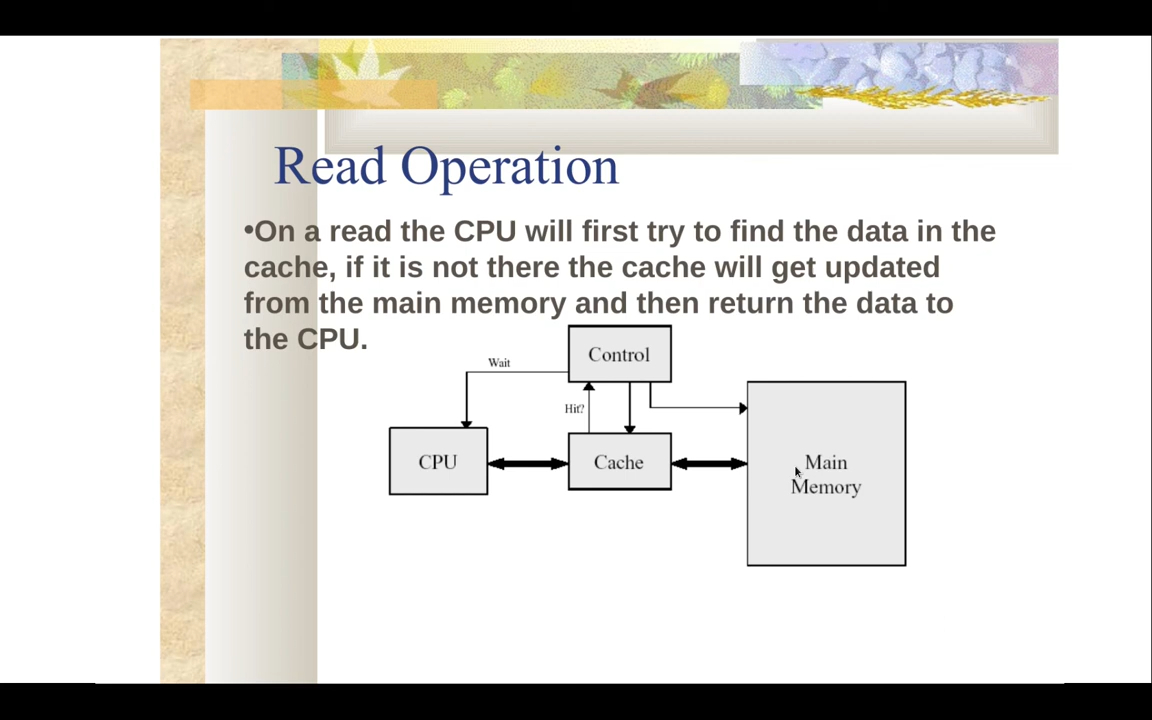 Read Operation
•On a read the CPU will first try to find the data in the
cache, if it is not there the cache will get updated
from the main memory and then return the data to
the CPU.
Control
Wait
Hit?
CPU
Cache
Main
Memory